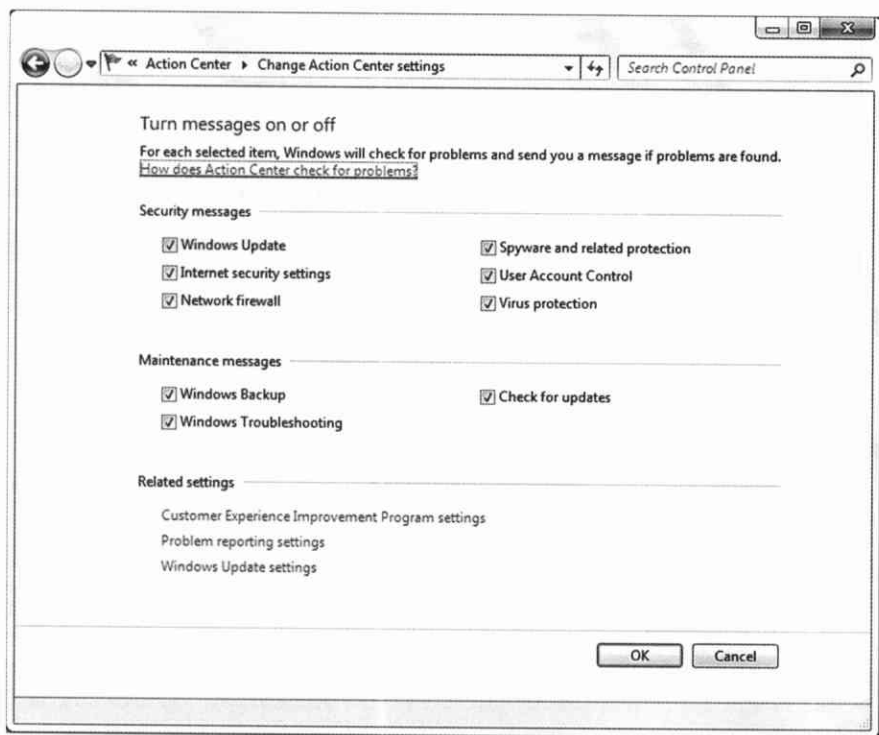 « Action Center ▸ Change Action Center settings
Search Control Panel
Turn messages on or off
For each selected item, Windows will check for problems and send you a message if problems are found.
How does Action Center check for problems?
Security messages
Windows Update
Spyware and related protection
Internet security settings
User Account Control
Network firewall
Virus protection
Maintenance messages
Windows Backup
Check for updates
Windows Troubleshooting
Related settings
Customer Experience Improvement Program settings
Problem reporting settings
Windows Update settings
OK
Cancel